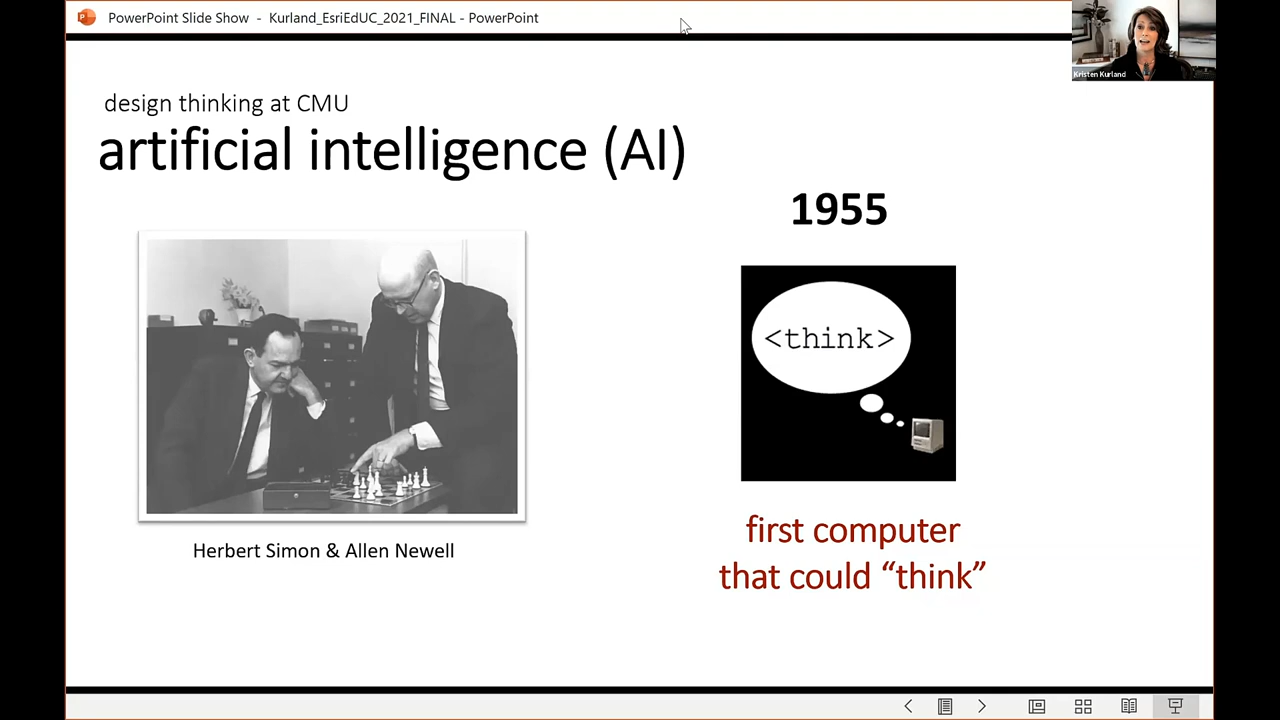 PowerPoint Slide Show - Kurland_EsriEdUC_2021_FINAL - PowerPoint
Kristen Kurland
design thinking at CMU
artificial intelligence (AI)
1955
<think>
Herbert Simon & Allen Newell
first computer
that could “think”